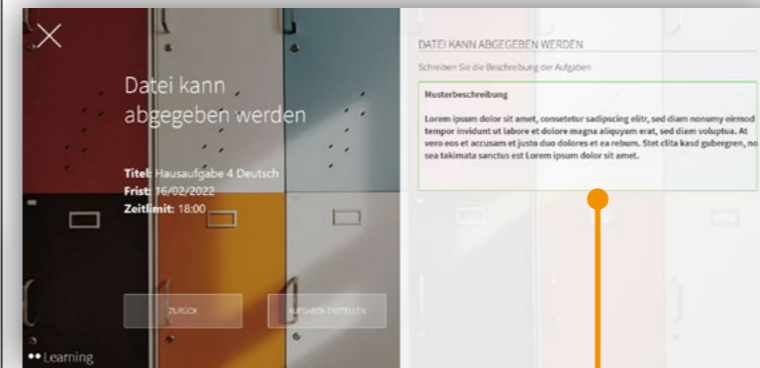 Datei kann
abgegeben werden
Titel: Hausaufgabe 4 Deutsch
Frist: 16/02/2022
Zeitlimit: 18:00
ZURÜCK
AUFGABEN ERSTELLEN
Learning
DATEI KANN ABGEGEBEN WERDEN
Schreiben Sie die Beschreibung der Aufgaben
Musterbeschreibung
Lorem ipsum dolor sit amet, consetetur sadipscing elitr, sed diam nonumy eirmod
tempor invidunt ut labore et dolore magna aliquyam erat, sed diam voluptua. At
vero eos et accusam et justo duo dolores et ea rebum. Stet clita kasd gubergren, no
sea takimata sanctus est Lorem ipsum dolor sit amet.